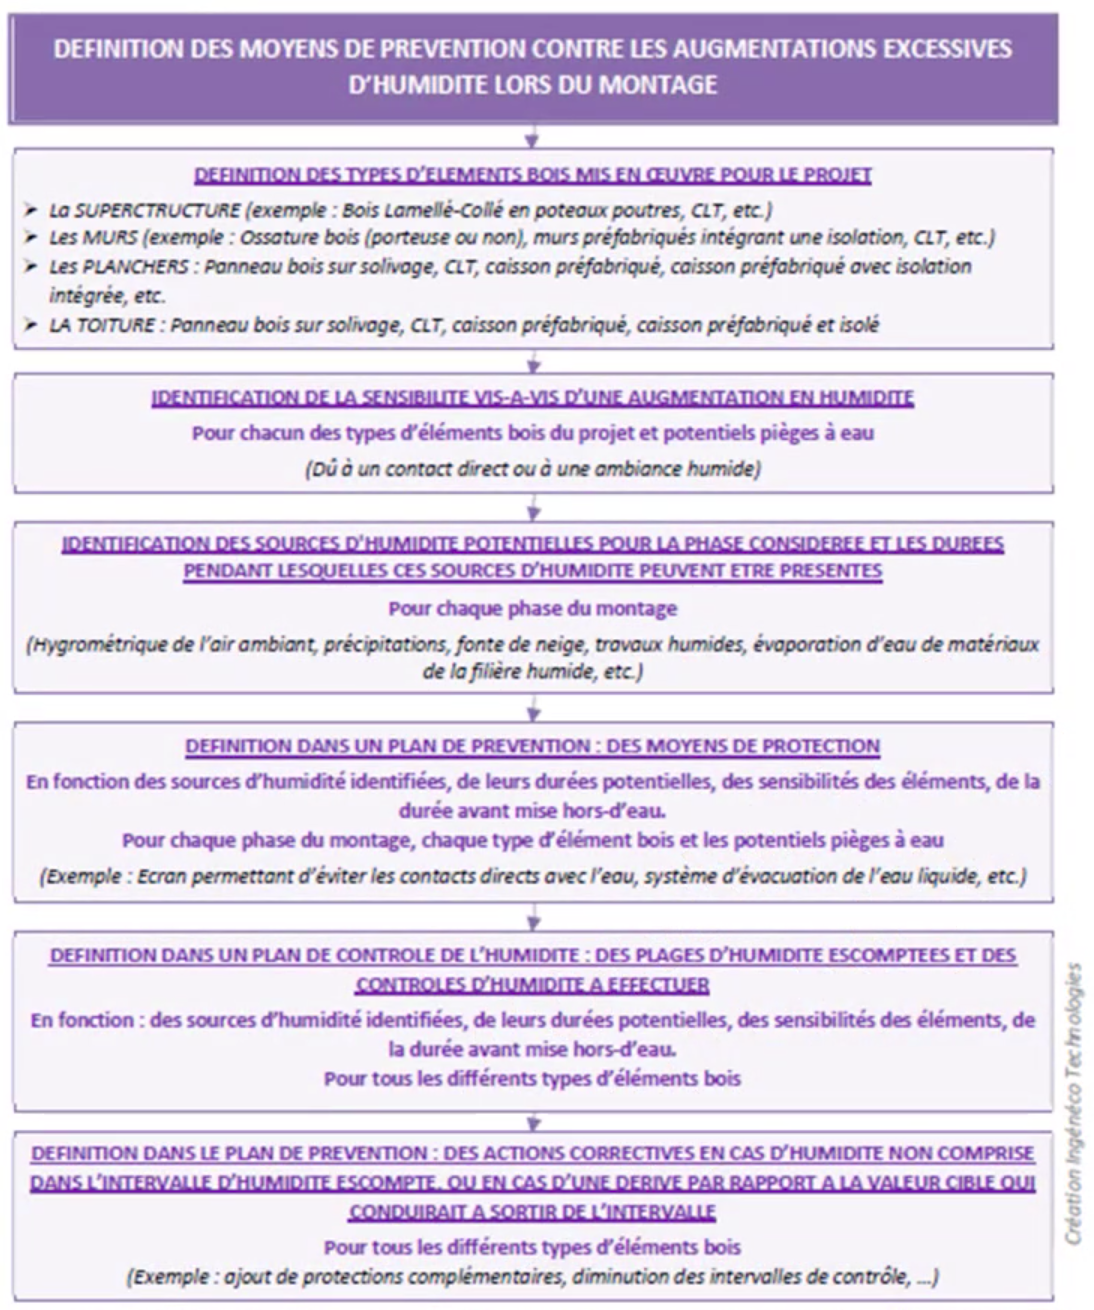 DEFINITION DES MOYENS DE PREVENTION CONTRE LES AUGMENTATIONS EXCESSIVES
D'HUMIDITE LORS DU MONTAGE
DEFINITION DES TYPES D'ELEMENTS BOIS MIS EN ŒUVRE POUR LE PROJET
➤ La SUPERCTRUCTURE (exemple : Bois Lamellé-Collé en poteaux poutres, CLT, etc.)
➤ Les MURS (exemple : Ossature bois (porteuse ou non), murs préfabriqués intégrant une isolation, CLT, etc.)
➤ Les PLANCHERS : Panneau bois sur solivage, CLT, caisson préfabriqué, caisson préfabriqué avec isolation
intégrée, etc.
➤ LA TOITURE : Panneau bois sur solivage, CLT, caisson préfabriqué, caisson préfabriqué et isolé
IDENTIFICATION DE LA SENSIBILITE VIS-A-VIS D'UNE AUGMENTATION EN HUMIDITE
Pour chacun des types d'éléments bois du projet et potentiels pièges à eau
(Dû à un contact direct ou à une ambiance humide)
IDENTIFICATION DES SOURCES D'HUMIDITE POTENTIELLES POUR LA PHASE CONSIDEREE ET LES DUREES
PENDANT LESQUELLES CES SOURCES D'HUMIDITE PEUVENT ETRE PRESENTES
Pour chaque phase du montage
(Hygrométrique de l'air ambiant, précipitations, fonte de neige, travaux humides, évaporation d'eau de matériaux
de la filière humide, etc.)
DEFINITION DANS UN PLAN DE PREVENTION : DES MOYENS DE PROTECTION
En fonction des sources d'humidité identifiées, de leurs durées potentielles, des sensibilités des éléments, de la
durée avant mise hors-d'eau.
Pour chaque phase du montage, chaque type d'élément bois et les potentiels pièges à eau
(Exemple : Ecran permettant d'éviter les contacts directs avec l'eau, système d'évacuation de l'eau liquide, etc.)
DEFINITION DANS UN PLAN DE CONTROLE DE L'HUMIDITE : DES PLAGES D'HUMIDITE ESCOMPTEES ET DES
CONTROLES D'HUMIDITE A EFFECTUER
En fonction : des sources d'humidité identifiées, de leurs durées potentielles, des sensibilités des éléments, de
la durée avant mise hors-d'eau.
Pour tous les différents types d'éléments bois
DEFINITION DANS LE PLAN DE PREVENTION : DES ACTIONS CORRECTIVES EN CAS D'HUMIDITE NON COMPRISE
DANS L'INTERVALLE D'HUMIDITE ESCOMPTE, OU EN CAS D'UNE DERIVE PAR RAPPORT A LA VALEUR CIBLE QUI
CONDUIRAIT A SORTIR DE L'INTERVALLE
Pour tous les différents types d'éléments bois
(Exemple : ajout de protections complémentaires, diminution des intervalles de contrôle, ...)
Création Ingénéco Technologies